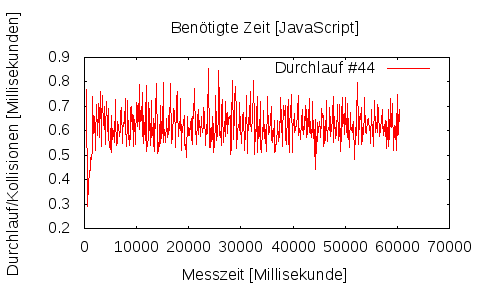 Benötigte Zeit [JavaScript]
Durchlauf/Kollisionen [Millisekunden]
0.9
0.8
0.7
0.6
0.5
0.4
0.3
0.2
Durchlauf #44
0 10000 20000 30000 40000 50000 60000 70000
Messzeit [Millisekunde]